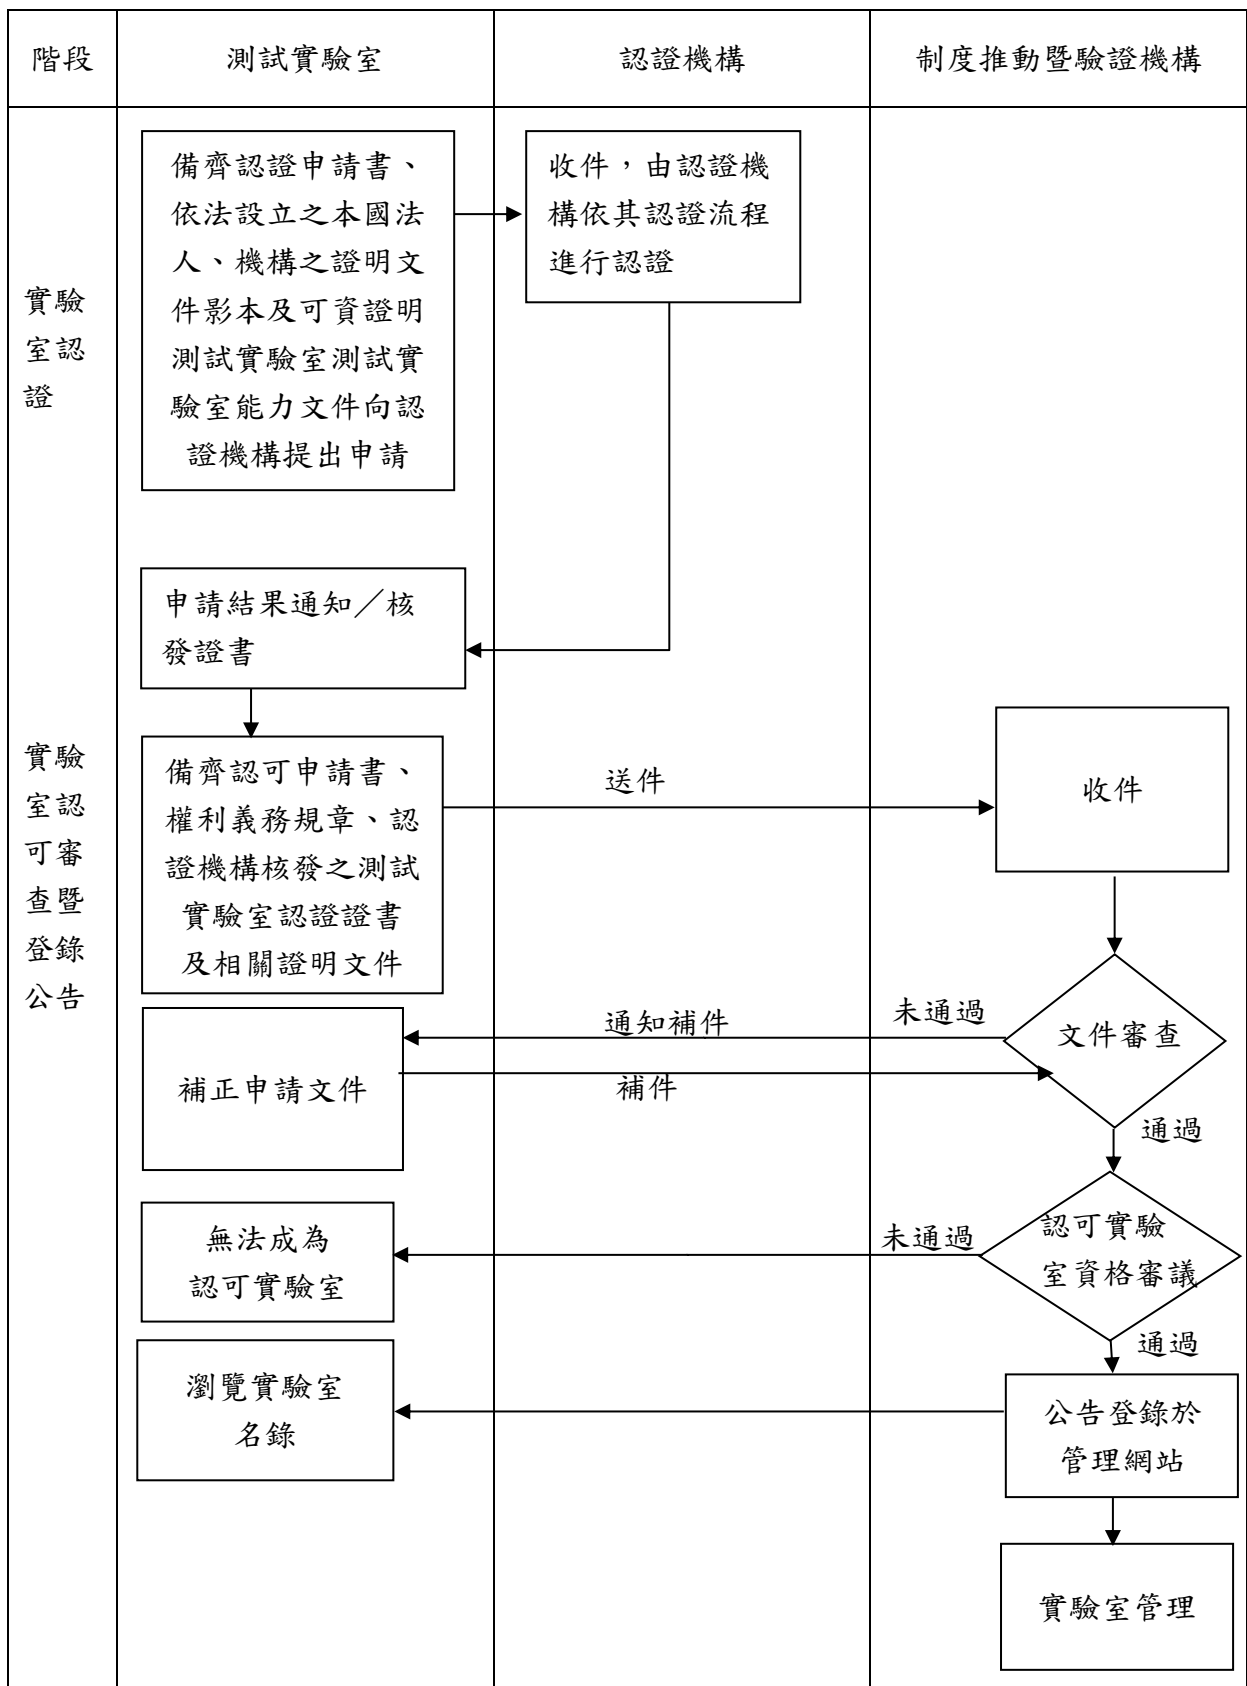 階段
測試實驗室
認證機構
制度推動暨驗證機構
實驗
室認
證
備齊認證申請書、
依法設立之本國法
人、機構之證明文
件影本及可資證明
測試實驗室測試實
驗室能力文件向認
證機構提出申請
收件，由認證機
構依其認證流程
進行認證
申請結果通知／核
發證書
實驗
室認
可審
查暨
登錄
公告
備齊認可申請書、
權利義務規章、認
證機構核發之測試
實驗室認證證書
及相關證明文件
送件
收件
文件審查
未通過
通知補件
補正申請文件
補件
通過
認可實驗
室資格審議
未通過
無法成為
認可實驗室
通過
公告登錄於
管理網站
瀏覽實驗室
名錄
實驗室管理